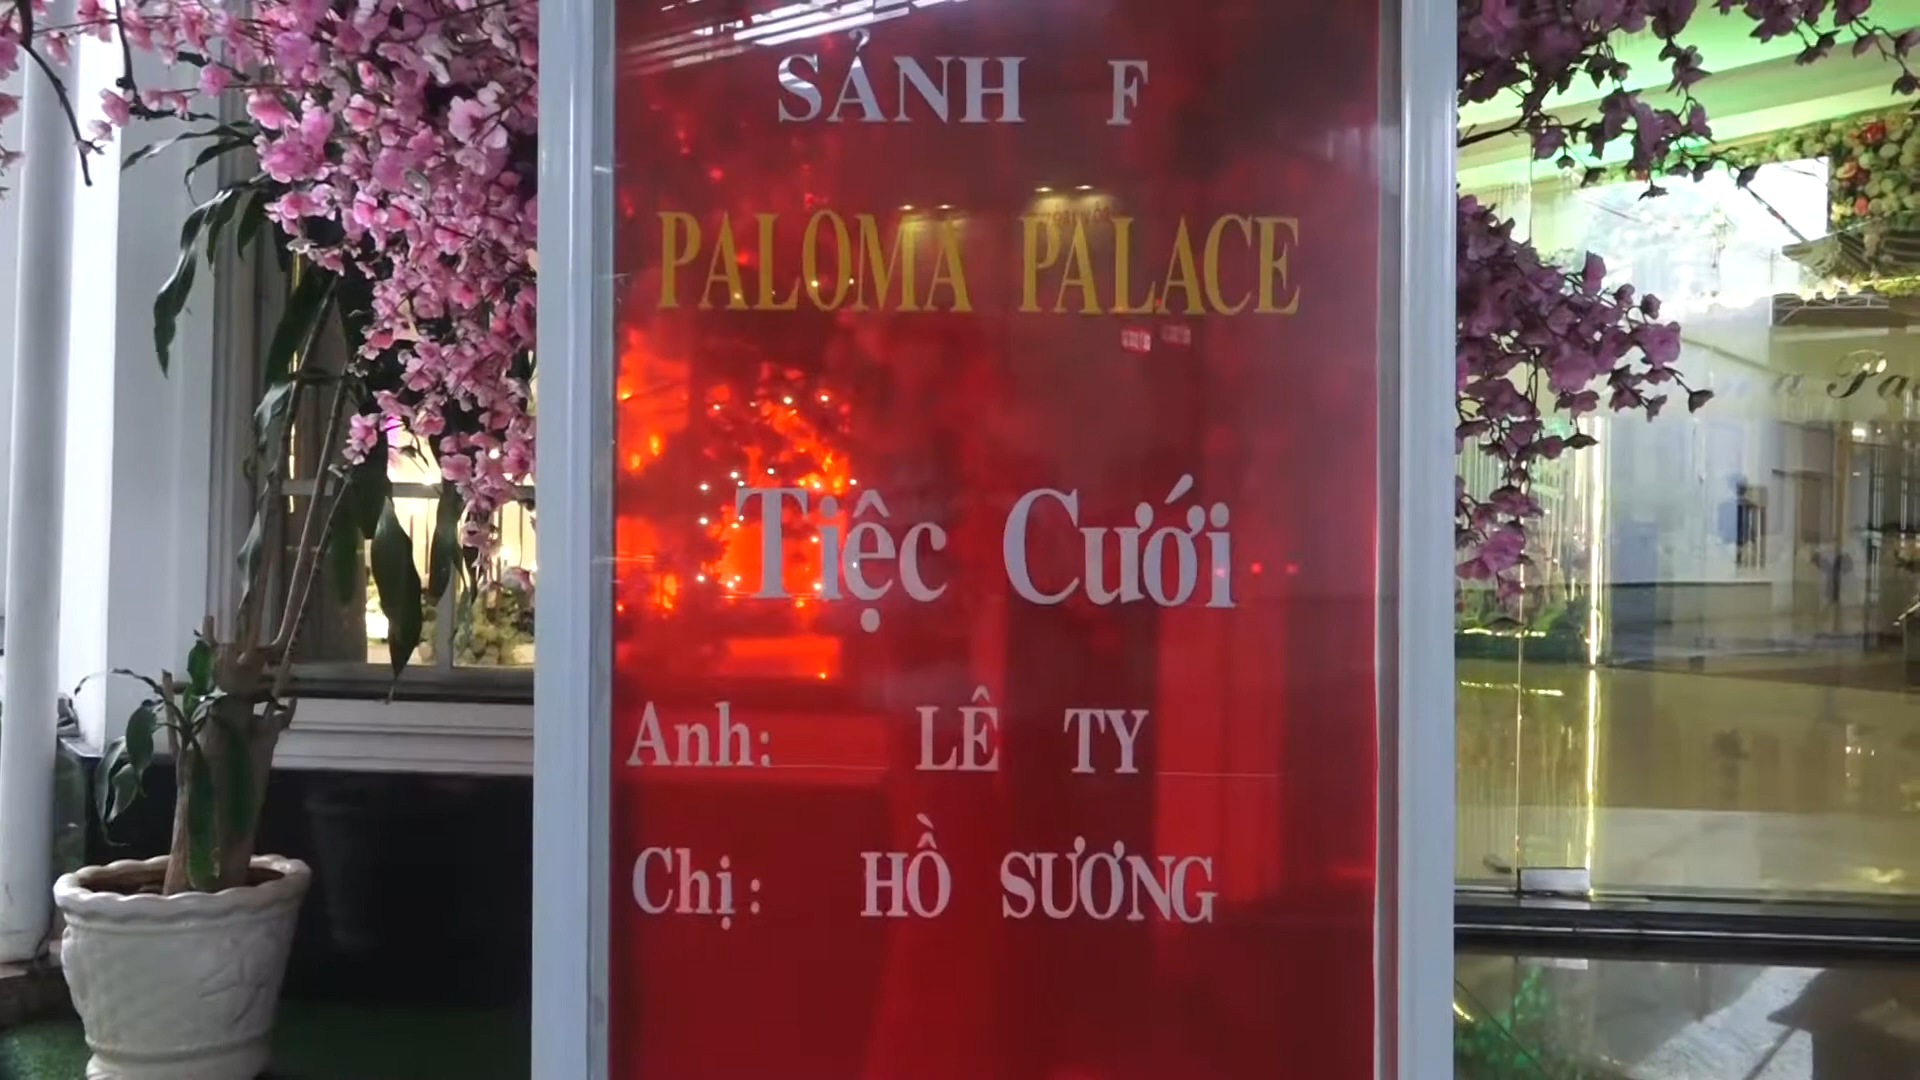 SẢNH F
PALOMA PALACE
Tiệc Cưới
Anh: LÊ TY
Chị: HỒ SƯƠNG